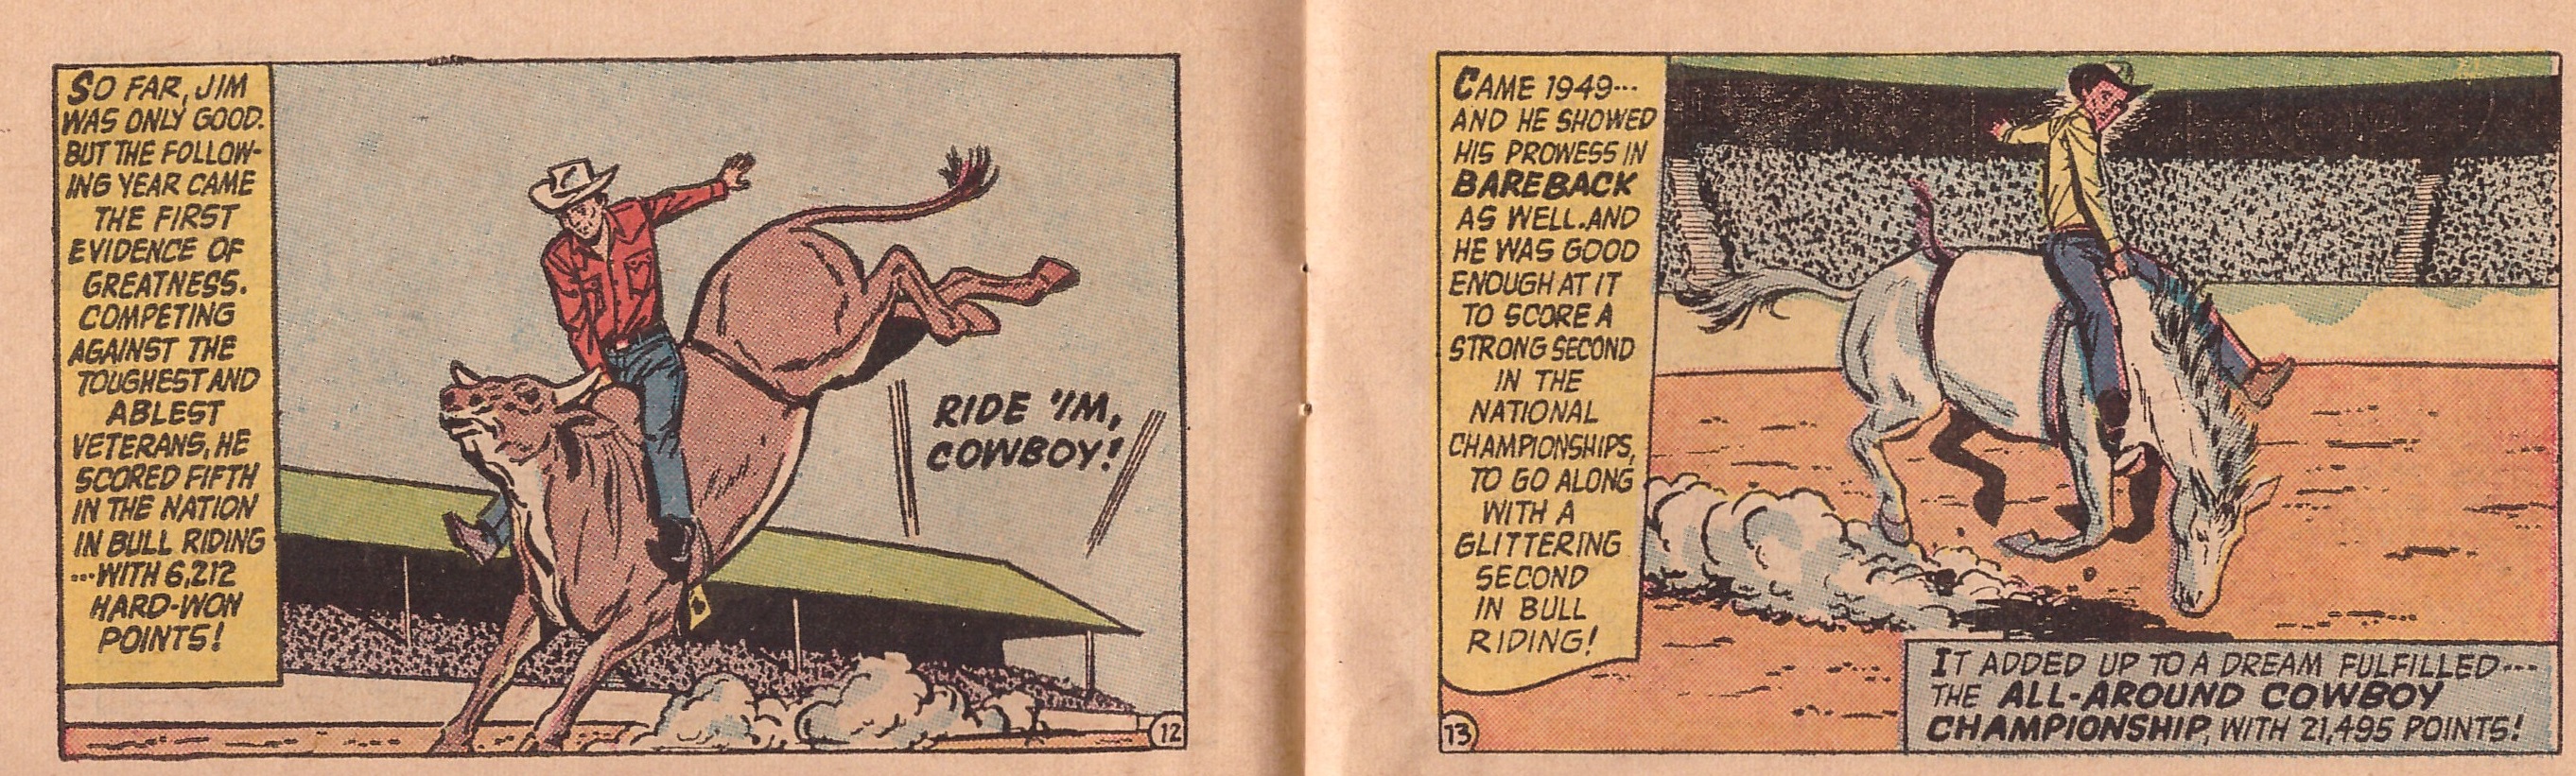 SO FAR, JIM
WAS ONLY GOOD.
BUT THE FOLLOW-
ING YEAR CAME
THE FIRST
EVIDENCE OF
GREATNESS.
COMPETING
AGAINST THE
TOUGHEST AND
ABLEST
VETERANS, HE
SCORED FIFTH
IN THE NATION
IN BULL RIDING
...WITH 6,212
HARD-WON
POINTS!
RIDE 'IM,
COWBOY!
12
CAME 1949...
AND HE SHOWED
HIS PROWESS IN
BAREBACK
AS WELL. AND
HE WAS GOOD
ENOUGH AT IT
TO SCORE A
STRONG SECOND
IN THE
NATIONAL
CHAMPIONSHIPS,
TO GO ALONG
WITH A
GLITTERING
SECOND
IN BULL
RIDING!
IT ADDED UP TO A DREAM FULFILLED....
THE ALL-AROUND COWBOY
CHAMPIONSHIP, WITH 21,495 POINTS!
13